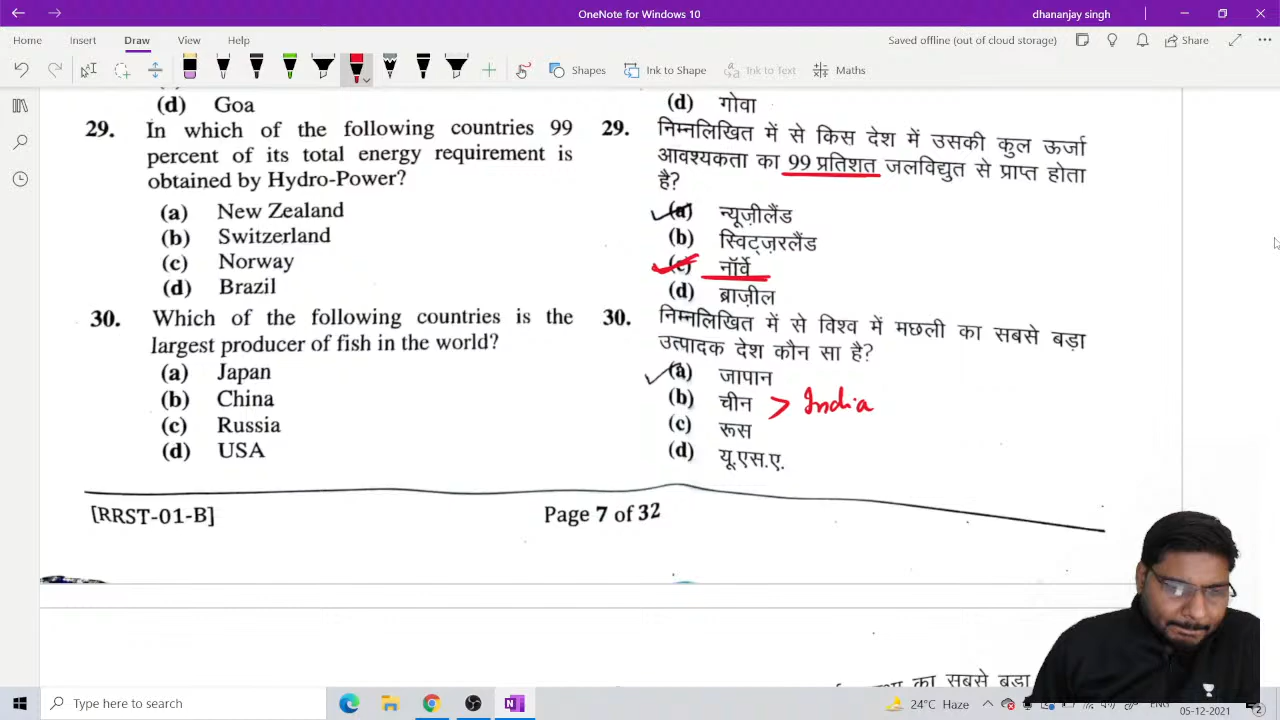 OneNote for Windows 10
dhananjay singh
Home
Insert
Draw
View
Help
Saved offline (out of cloud storage)
Share
Shapes
Ink to Shape
Ink to Text
Maths
(d) Goa
29. In which of the following countries 99
percent of its total energy requirement is
obtained by Hydro-Power?
(a) New Zealand
(b) Switzerland
(c) Norway
(d) Brazil
30. Which of the following countries is the
largest producer of fish in the world?
(a) Japan
(b) China
(c) Russia
(d) USA
(d) गोवा
29. निम्नलिखित में से किस देश में उसकी कुल ऊर्जा
आवश्यकता का 99 प्रतिशत जलविद्युत से प्राप्त होता
है?
(a) न्यूज़ीलैंड
(b) स्विट्ज़रलैंड
(c) नॉर्वे
(d) ब्राज़ील
30. निम्नलिखित में से विश्व में मछली का सबसे बड़ा
उत्पादक देश कौन सा है?
(a) जापान
(b) चीन > India
(c) रूस
(d) यू.एस.ए.
[RRST-01-B]
Page 7 of 32
का सबसे बड़ा
Type here to search
24°C Haze
05-12-2021